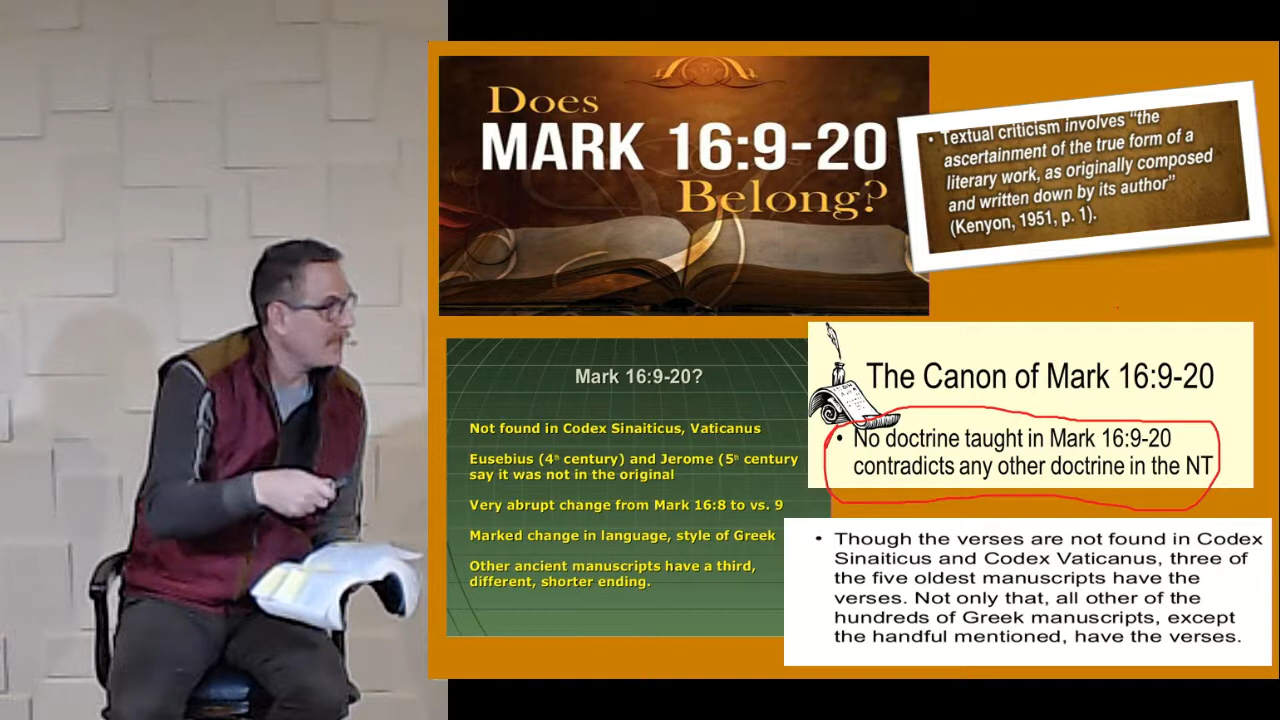 Does
MARK 16:9-20
Belong?
• Textual criticism involves "the
ascertainment of the true form of a
literary work, as originally composed
and written down by its author"
(Kenyon, 1951, p. 1).
Mark 16:9-20?
Not found in Codex Sinaiticus, Vaticanus
Eusebius (4th century) and Jerome (5th century
say it was not in the original
Very abrupt change from Mark 16:8 to vs. 9
Marked change in language, style of Greek
Other ancient manuscripts have a third,
different, shorter ending.
The Canon of Mark 16:9-20
• No doctrine taught in Mark 16:9-20
contradicts any other doctrine in the NT
• Though the verses are not found in Codex
Sinaiticus and Codex Vaticanus, three of
the five oldest manuscripts have the
verses. Not only that, all other of the
hundreds of Greek manuscripts, except
the handful mentioned, have the verses.